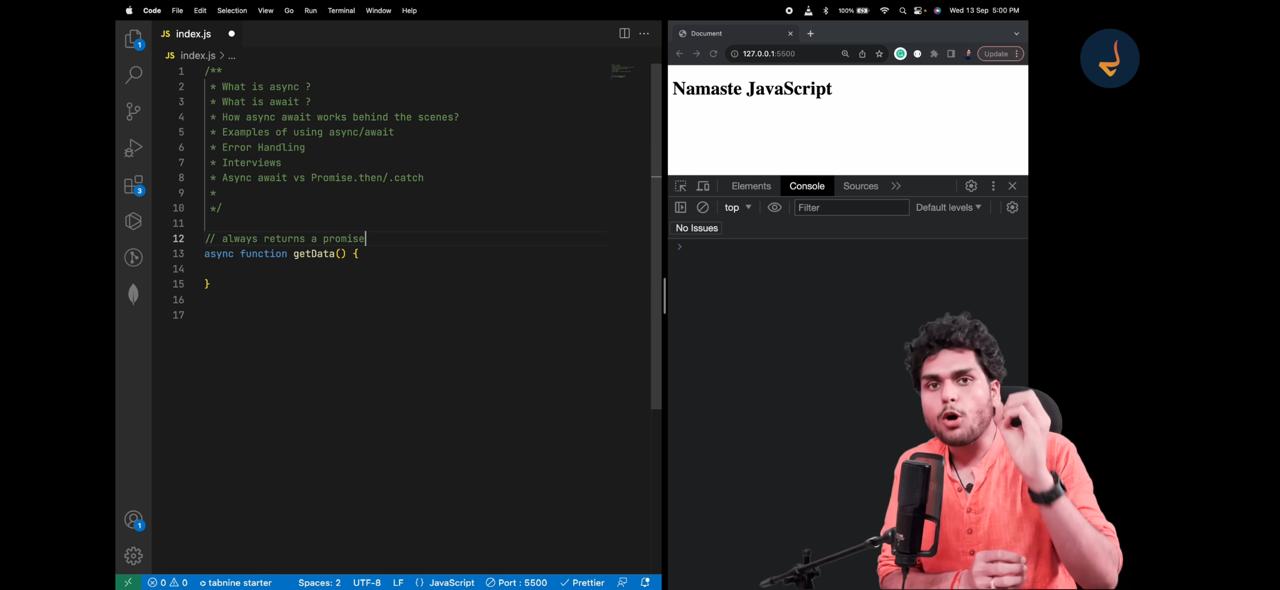 Code File Edit Selection View Go Run Terminal Window Help
100% Wed 13 Sep 5:00 PM
JS index.js
JS index.js > ...
1 /**
2 * What is async ?
3 * What is await ?
4 * How async await works behind the scenes?
5 * Examples of using async/await
6 * Error Handling
7 * Interviews
8 * Async await vs Promise.then/.catch
9 *
10 */
11
12 // always returns a promise
13 async function getData() {
14
15 }
16
17
1
3
1
0 0 tabnine starter Spaces: 2 UTF-8 LF {} JavaScript Port : 5500 Prettier
Document
127.0.0.1:5500 Update
Namaste JavaScript
Elements Console Sources
top Filter Default levels
No Issues